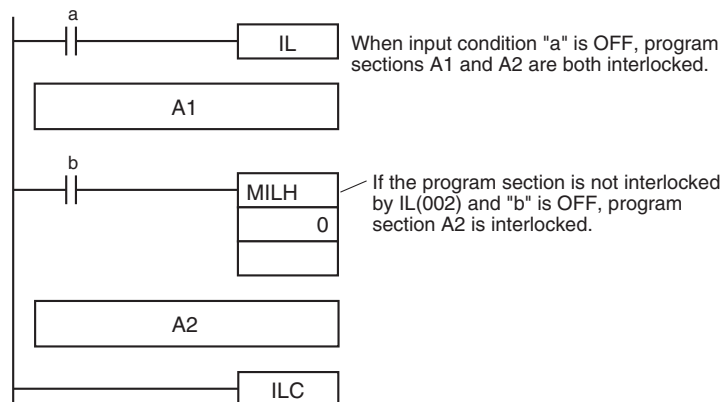 a
IL
When input condition "a" is OFF, program
sections A1 and A2 are both interlocked.
A1
b
MILH
0
If the program section is not interlocked
by IL(002) and "b" is OFF, program
section A2 is interlocked.
A2
ILC